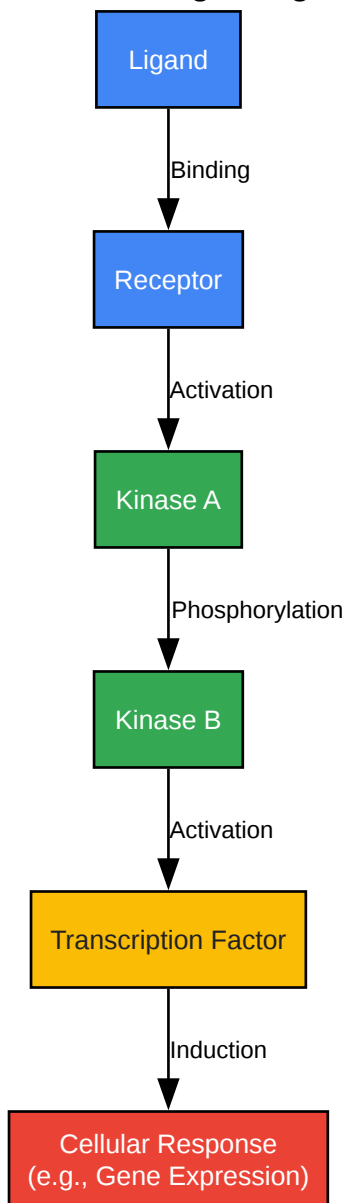 Ligand
Binding
Receptor
Activation
Kinase A
Phosphorylation
Kinase B
Activation
Transcription Factor
Induction
Cellular Response
(e.g., Gene Expression)